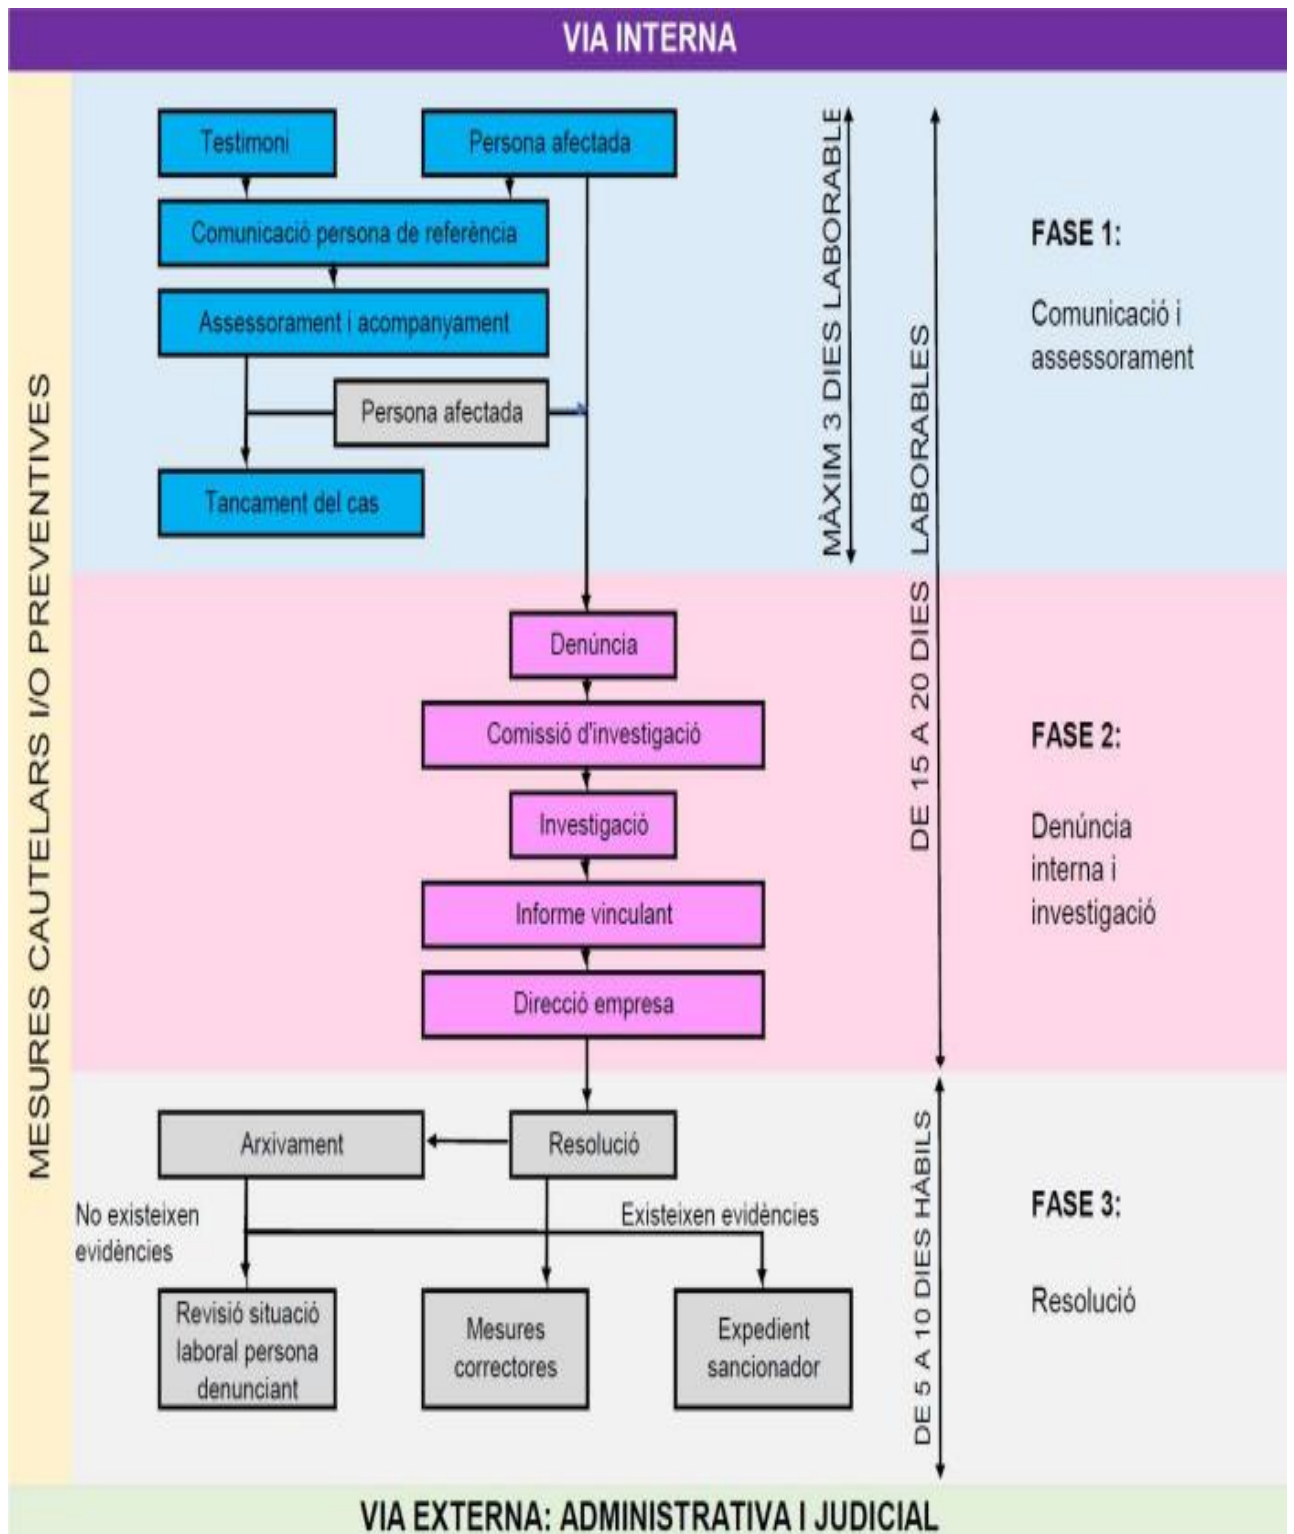 VIA INTERNA
MESURES CAUTELARS I/O PREVENTIVES
Testimoni
Persona afectada
Comunicació persona de referència
Assessorament i acompanyament
Persona afectada
Tancament del cas
MÀXIM 3 DIES LABORABLE
DE 15 A 20 DIES LABORABLES
FASE 1:
Comunicació i
assessorament
Denúncia
Comissió d'investigació
Investigació
Informe vinculant
Direcció empresa
FASE 2:
Denúncia
interna i
investigació
Arxivament
Resolució
No existeixen
evidències
Existeixen evidències
Revisió situació
laboral persona
denunciant
Mesures
correctores
Expedient
sancionador
DE 5 A 10 DIES HÀBILS
FASE 3:
Resolució
VIA EXTERNA: ADMINISTRATIVA I JUDICIAL